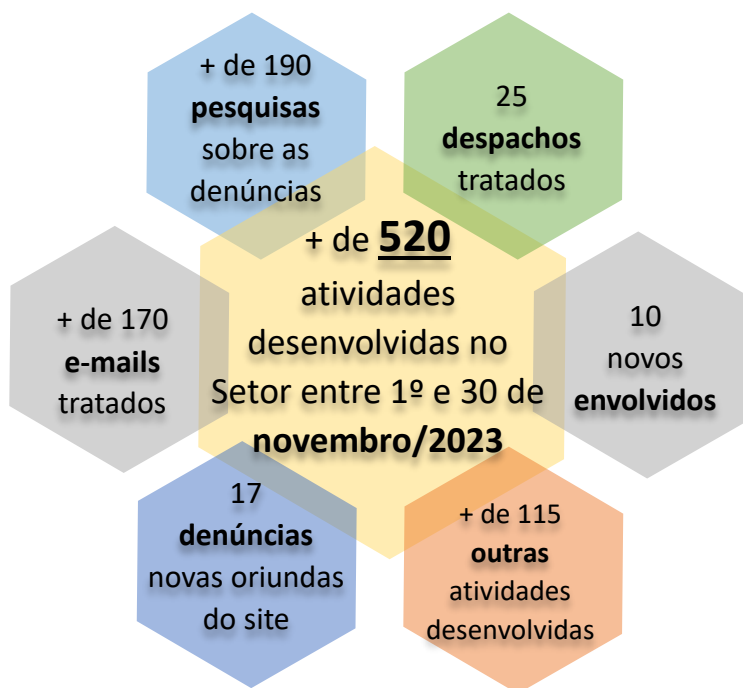 + de 190
pesquisas
sobre as
denúncias
25
despachos
tratados
+ de 520
atividades
desenvolvidas no
Setor entre 1º e 30 de
novembro/2023
+ de 170
e-mails
tratados
10
novos
envolvidos
17
denúncias
novas oriundas
do site
+ de 115
outras
atividades
desenvolvidas